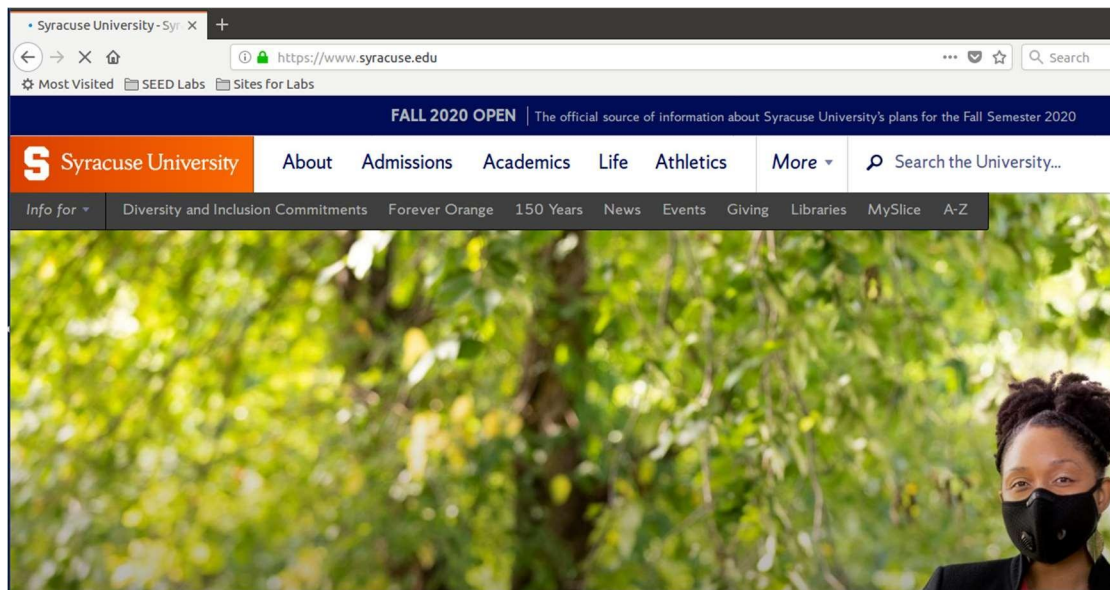 Syracuse University - Syr
https://www.syracuse.edu
Search
Most Visited SEED Labs Sites for Labs
FALL 2020 OPEN The official source of information about Syracuse University's plans for the Fall Semester 2020
S Syracuse University About Admissions Academics Life Athletics More Search the University...
Info for Diversity and Inclusion Commitments Forever Orange 150 Years News Events Giving Libraries MySlice A-Z